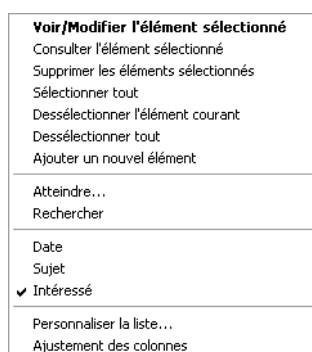 Voir/Modifier l'élément sélectionné
Consulter l'élément sélectionné
Supprimer les éléments sélectionnés
Sélectionner tout
Dessélectionner l'élément courant
Dessélectionner tout
Ajouter un nouvel élément
Atteindre...
Rechercher
Date
Sujet
Intéressé
Personnaliser la liste...
Ajustement des colonnes